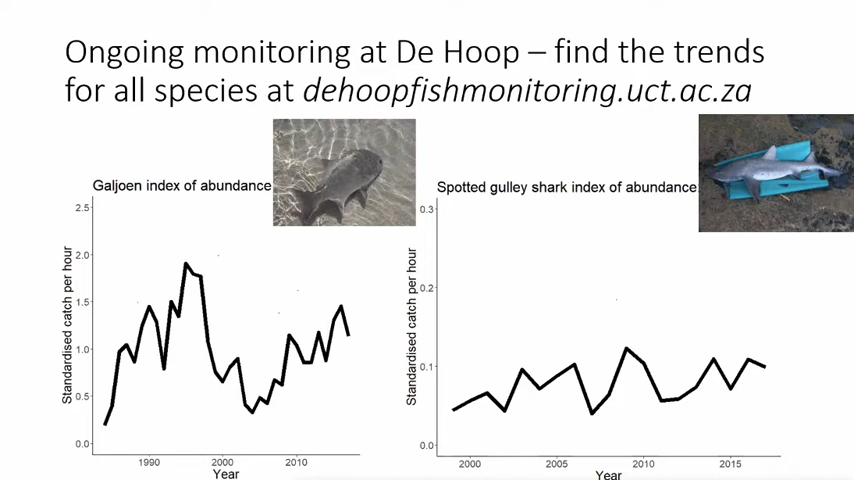 Ongoing monitoring at De Hoop – find the trends
for all species at dehoopfishmonitoring.uct.ac.za
Galjoen index of abundance
2.5
2.0
1.5
1.0
0.5
0.0
Standardised catch per hour
1990
2000
2010
Year
Spotted gulley shark index of abundance
0.3
0.2
0.1
0.0
Standardised catch per hour
2000
2005
2010
2015
Year